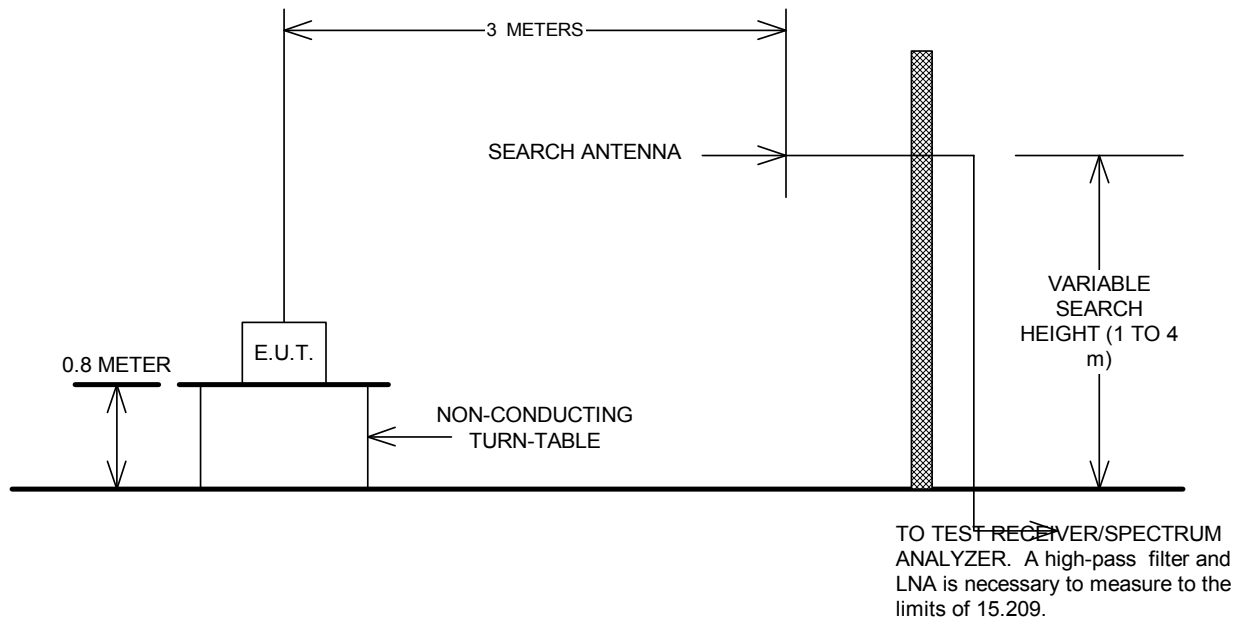 3 METERS
SEARCH ANTENNA
VARIABLE
SEARCH
HEIGHT (1 TO 4
m)
E.U.T.
0.8 METER
NON-CONDUCTING
TURN-TABLE
TO TEST RECEIVER/SPECTRUM
ANALYZER. A high-pass filter and
LNA is necessary to measure to the
limits of 15.209.